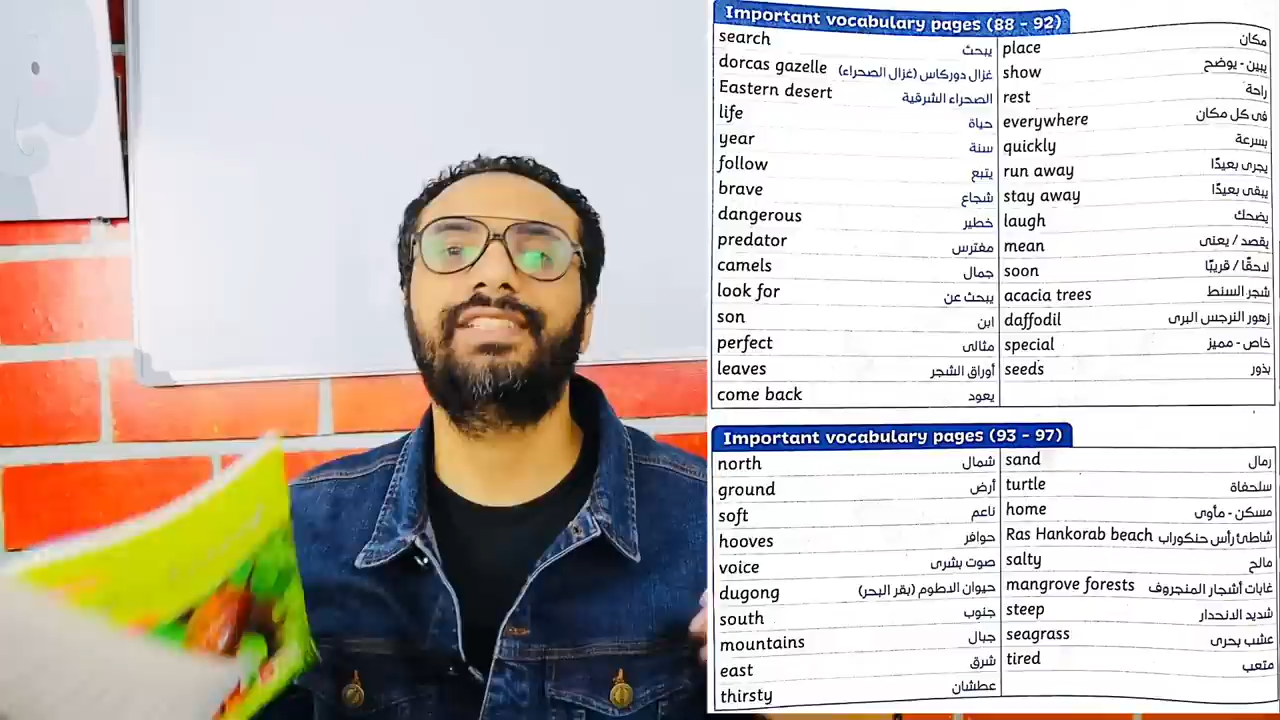 Important vocabulary pages (88 - 92)
search يبحث
dorcas gazelle غزال دوركاس (غزال الصحراء)
Eastern desert الصحراء الشرقية
life حياة
year سنة
follow يتبع
brave شجاع
dangerous خطير
predator مفترس
camels جمال
look for يبحث عن
son ابن
perfect مثالى
leaves أوراق الشجر
come back يعود
place مكان
show يبين - يوضح
rest راحة
everywhere فى كل مكان
quickly بسرعة
run away يجرى بعيدًا
stay away يبقى بعيدًا
laugh يضحك
mean يقصد / يعنى
soon لاحقًا / قريبًا
acacia trees شجر السنط
daffodil زهور النرجس البرى
special خاص - مميز
seeds بذور
Important vocabulary pages (93 - 97)
north شمال
ground أرض
soft ناعم
hooves حوافر
voice صوت بشرى
dugong حيوان الاطوم (بقر البحر)
south جنوب
mountains جبال
east شرق
thirsty عطشان
sand رمال
turtle سلحفاة
home مسكن - مأوى
Ras Hankorab beach شاطئ رأس حنكوراب
salty مالح
mangrove forests غابات أشجار المنجروف
steep شديد الانحدار
seagrass عشب بحرى
tired متعب